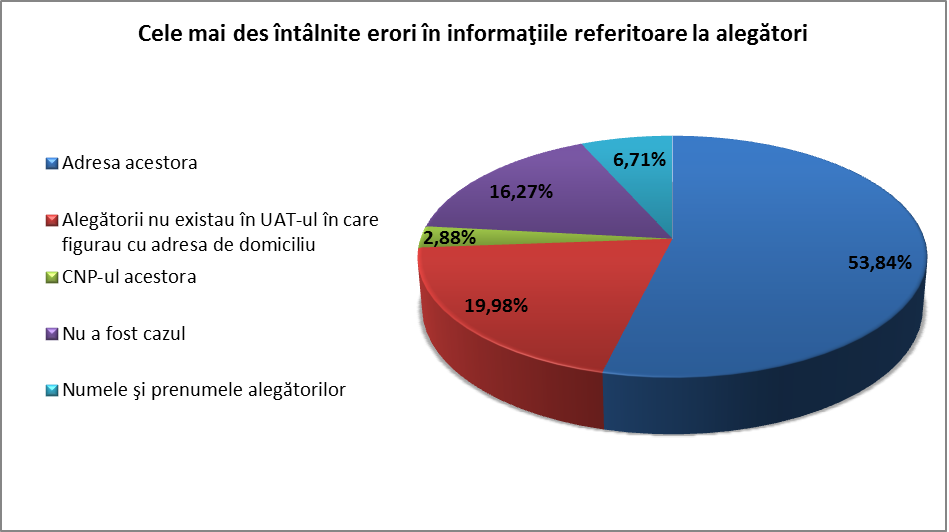 Cele mai des întâlnite erori în informaţiile referitoare la alegători
Adresa acestora
Alegătorii nu existau în UAT-ul în care
figurau cu adresa de domiciliu
CNP-ul acestora
Nu a fost cazul
Numele şi prenumele alegătorilor
6,71%
16,27%
2,88%
53,84%
19,98%